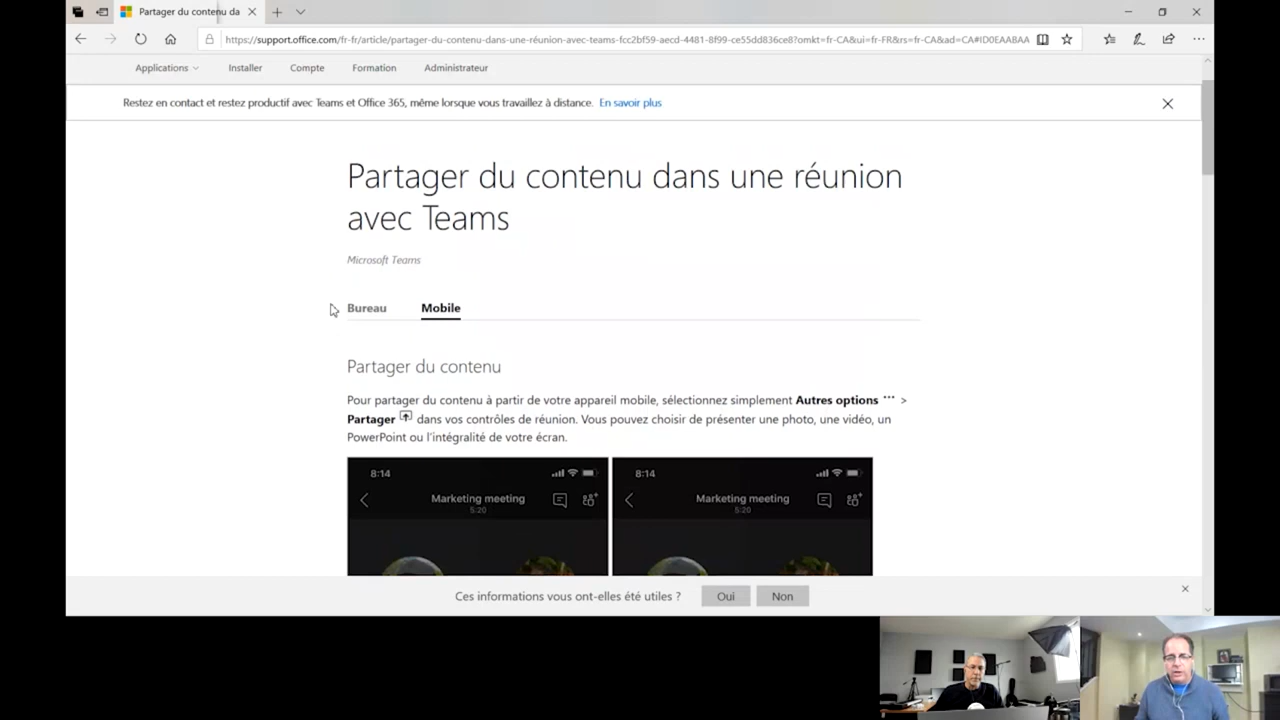 Partager du contenu da
https://support.office.com/fr-fr/article/partager-du-contenu-dans-une-réunion-avec-teams-fcc2bf59-aecd-4481-8f99-ce55dd836ce8?omkt=fr-CA&ui=fr-FR&rs=fr-CA&ad=CA#ID0EAABAA
Applications Installer Compte Formation Administrateur
Restez en contact et restez productif avec Teams et Office 365, même lorsque vous travaillez à distance. En savoir plus
Partager du contenu dans une réunion
avec Teams
Microsoft Teams
Bureau Mobile
Partager du contenu
Pour partager du contenu à partir de votre appareil mobile, sélectionnez simplement Autres options ··· >
Partager dans vos contrôles de réunion. Vous pouvez choisir de présenter une photo, une vidéo, un
PowerPoint ou l'intégralité de votre écran.
8:14 8:14
Marketing meeting Marketing meeting
5:20 5:20
Ces informations vous ont-elles été utiles ? Oui Non